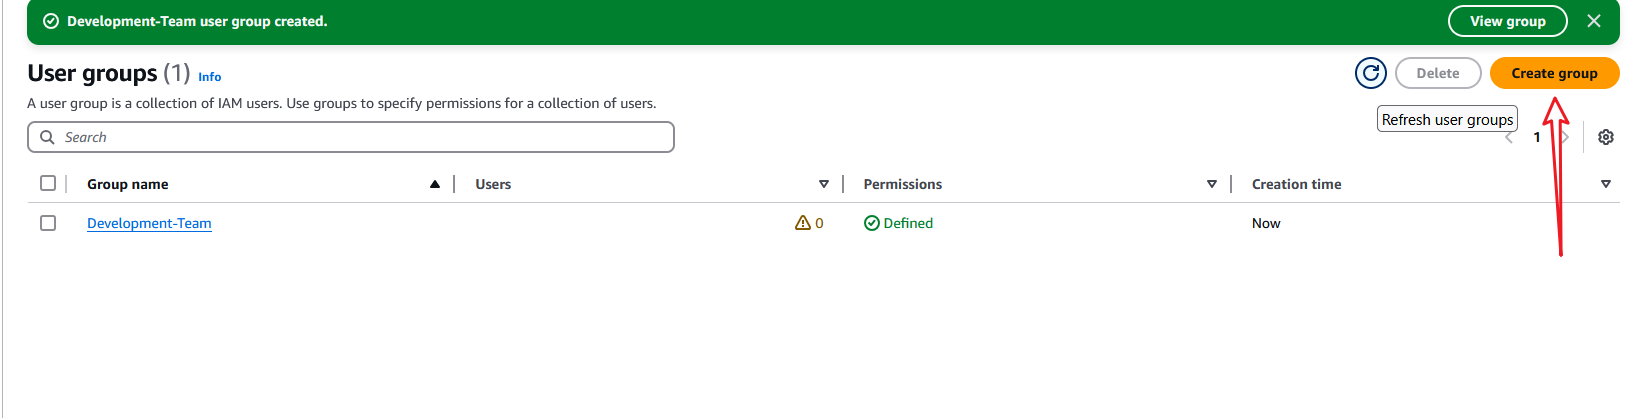 Development-Team user group created.
View group
User groups (1) Info
Delete
Create group
A user group is a collection of IAM users. Use groups to specify permissions for a collection of users.
Refresh user groups
Search
1
Group name
Users
Permissions
Creation time
Development-Team
0
Defined
Now